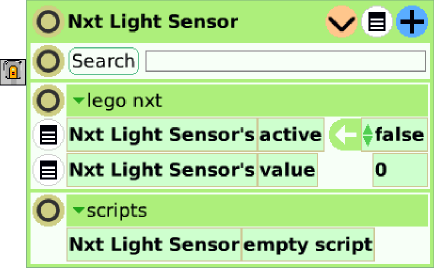 Nxt Light Sensor
Search
lego nxt
Nxt Light Sensor's active false
Nxt Light Sensor's value 0
scripts
Nxt Light Sensor empty script